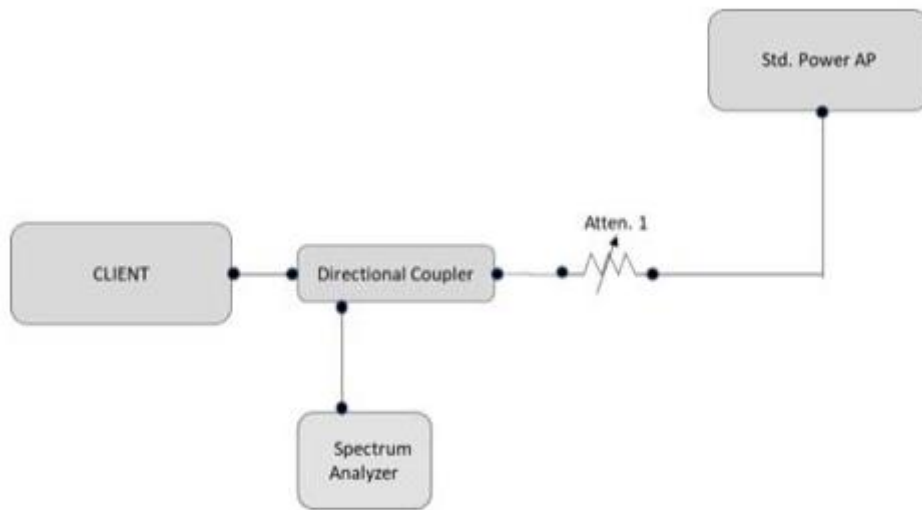 Std. Power AP
Atten. 1
CLIENT
Directional Coupler
Spectrum
Analyzer